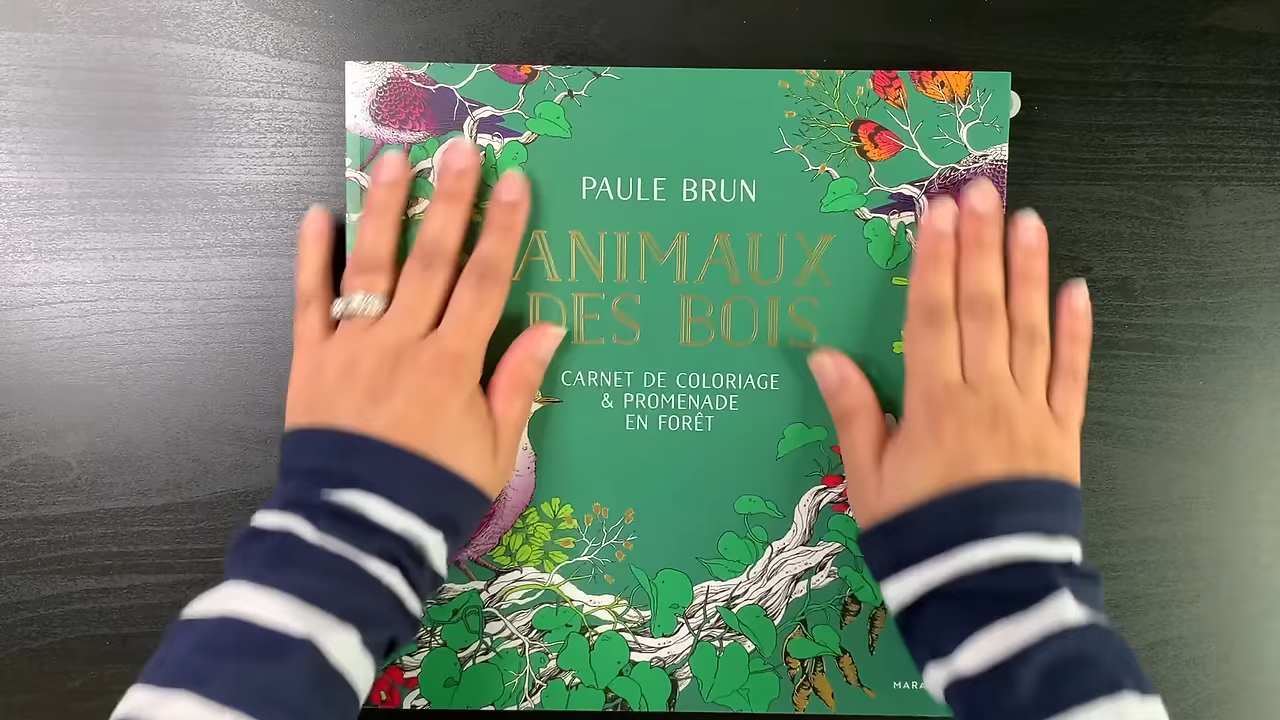 PAULE BRUN
ANIMAUX
DES BOIS
CARNET DE COLORIAGE
& PROMENADE
EN FORÊT